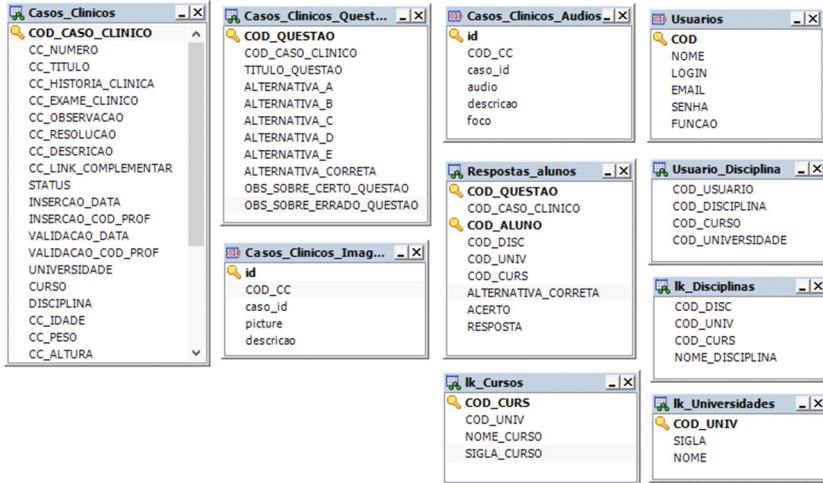 Casos_Clinicos
COD_CASO_CLINICO
CC_NUMERO
CC_TITULO
CC_HISTORIA_CLINICA
CC_EXAME_CLINICO
CC_OBSERVACAO
CC_RESOLUCAO
CC_DESCRICAO
CC_LINK_COMPLEMENTAR
STATUS
INSERCAO_DATA
INSERCAO_COD_PROF
VALIDACAO_DATA
VALIDACAO_COD_PROF
UNIVERSIDADE
CURSO
DISCIPLINA
CC_IDADE
CC_PESO
CC_ALTURA
Casos_Clinicos_Quest...
COD_QUESTAO
COD_CASO_CLINICO
TITULO_QUESTAO
ALTERNATIVA_A
ALTERNATIVA_B
ALTERNATIVA_C
ALTERNATIVA_D
ALTERNATIVA_E
ALTERNATIVA_CORRETA
OBS_SOBRE_CERTO_QUESTAO
OBS_SOBRE_ERRADO_QUESTAO
Casos_Clinicos_Imag...
id
COD_CC
caso_id
picture
descricao
Casos_Clinicos_Audios
id
COD_CC
caso_id
audio
descricao
foco
Respostas_alunos
COD_QUESTAO
COD_CASO_CLINICO
COD_ALUNO
COD_DISC
COD_UNIV
COD_CURS
ALTERNATIVA_CORRETA
ACERTO
RESPOSTA
lk_Cursos
COD_CURS
COD_UNIV
NOME_CURSO
SIGLA_CURSO
Usuarios
COD
NOME
LOGIN
EMAIL
SENHA
FUNCAO
Usuario_Disciplina
COD_USUARIO
COD_DISCIPLINA
COD_CURSO
COD_UNIVERSIDADE
lk_Disciplinas
COD_DISC
COD_UNIV
COD_CURS
NOME_DISCIPLINA
lk_Universidades
COD_UNIV
SIGLA
NOME